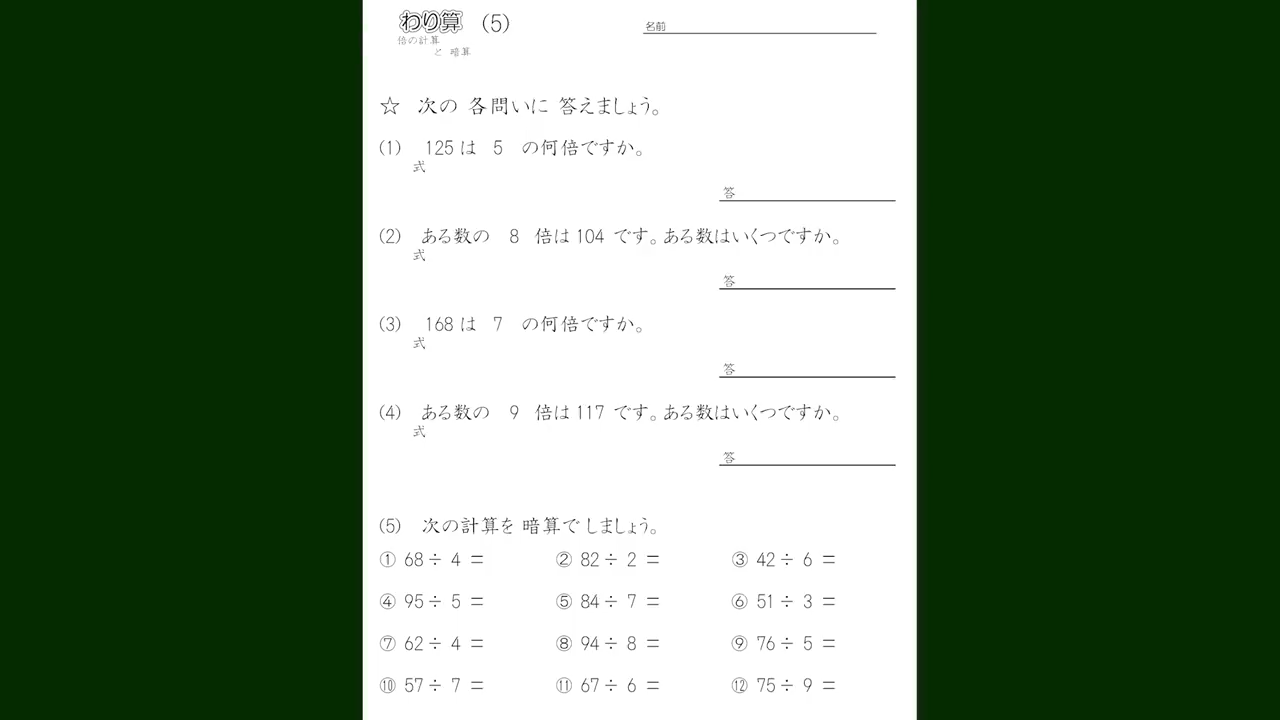 わり算 (5) 名前
倍の計算
と 暗算
☆ 次の 各問いに 答えましょう。
(1) 125 は 5 の何倍ですか。
式
答
(2) ある数の 8 倍は 104 です。ある数はいくつですか。
式
答
(3) 168 は 7 の何倍ですか。
式
答
(4) ある数の 9 倍は 117 です。ある数はいくつですか。
式
答
(5) 次の計算を 暗算で しましょう。
① 68 ÷ 4 = ② 82 ÷ 2 = ③ 42 ÷ 6 =
④ 95 ÷ 5 = ⑤ 84 ÷ 7 = ⑥ 51 ÷ 3 =
⑦ 62 ÷ 4 = ⑧ 94 ÷ 8 = ⑨ 76 ÷ 5 =
⑩ 57 ÷ 7 = ⑪ 67 ÷ 6 = ⑫ 75 ÷ 9 =